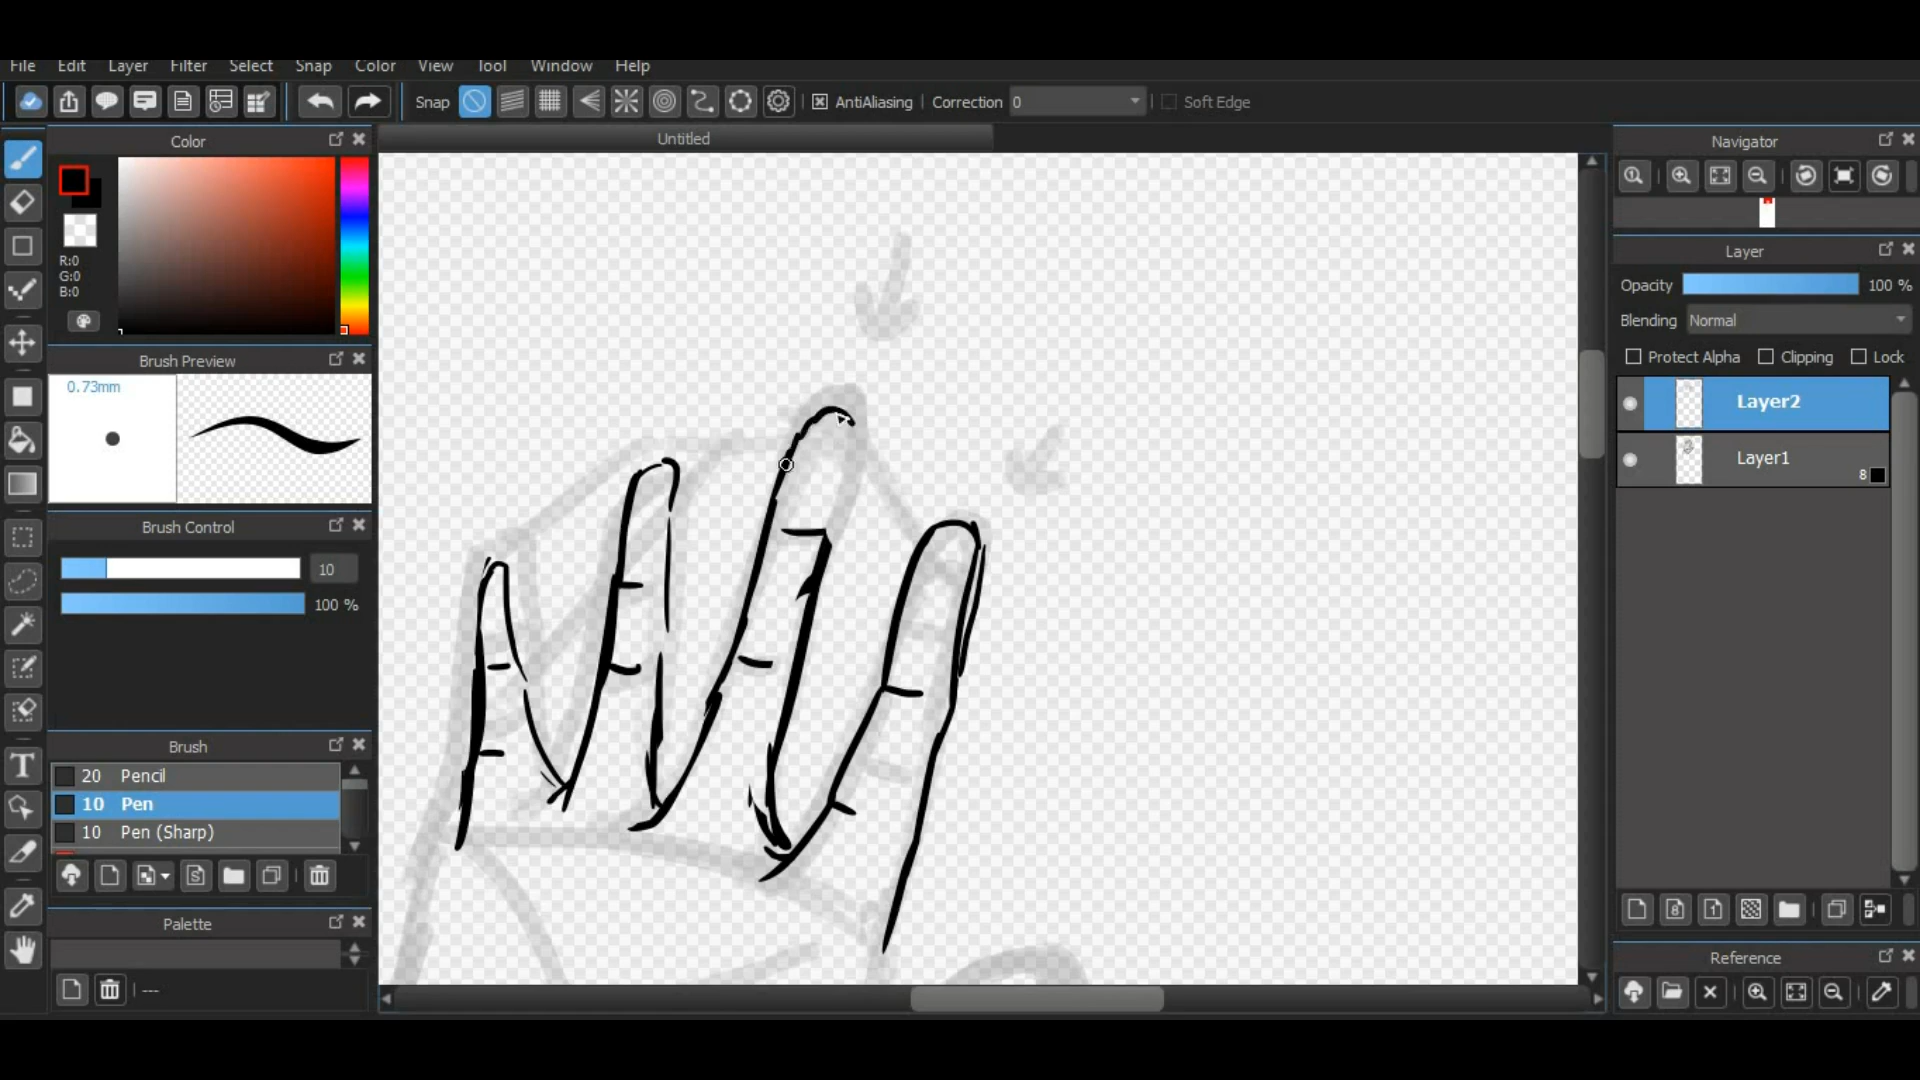 File Edit Layer Filter Select Snap Color View Tool Window Help
Snap AntiAliasing Correction 0 Soft Edge
Color
R:0
G:0
B:0
Brush Preview
0.73mm
Brush Control
10
100 %
Brush
20 Pencil
10 Pen
10 Pen (Sharp)
Palette
---
Untitled
Navigator
Layer
Opacity 100 %
Blending Normal
Protect Alpha Clipping Lock
Layer2
Layer1
8
Reference